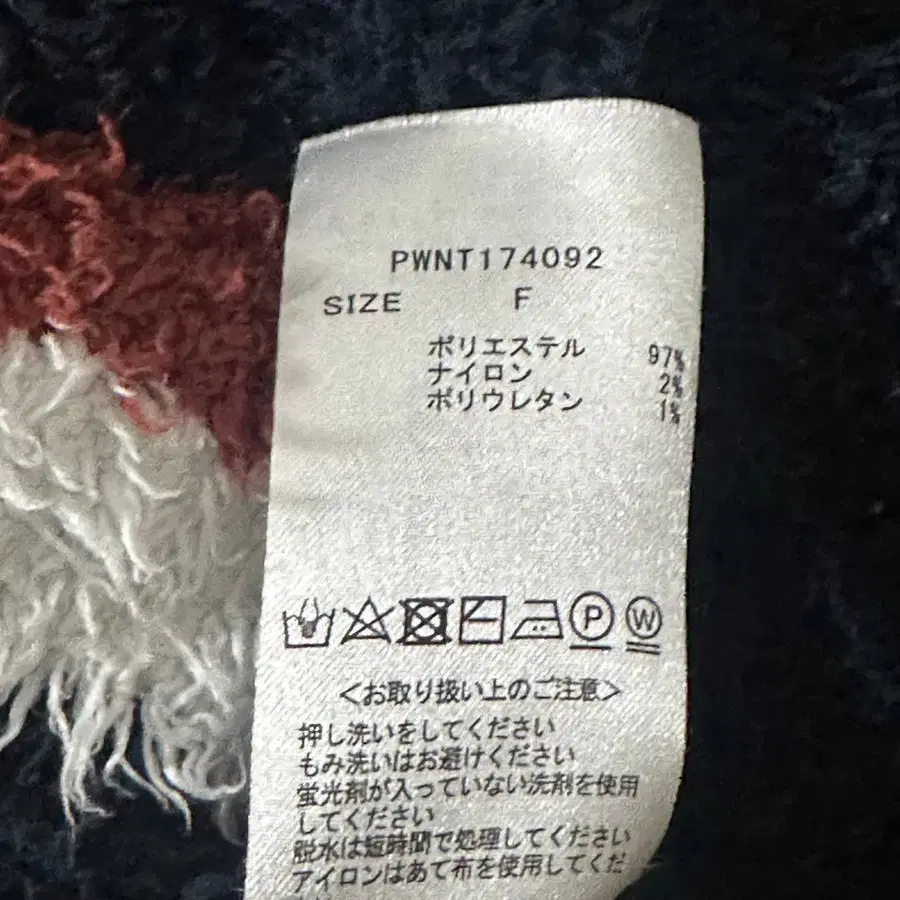 PWNT174092
SIZE F
ポリエステル 97%
ナイロン 2%
ポリウレタン 1%
P W
<お取り扱い上のご注意>
押し洗いをしてください
もみ洗いはお避けください
蛍光剤が入っていない洗剤を使用
してください
脱水は短時間で処理してください
アイロンはあて布を使用してくだ